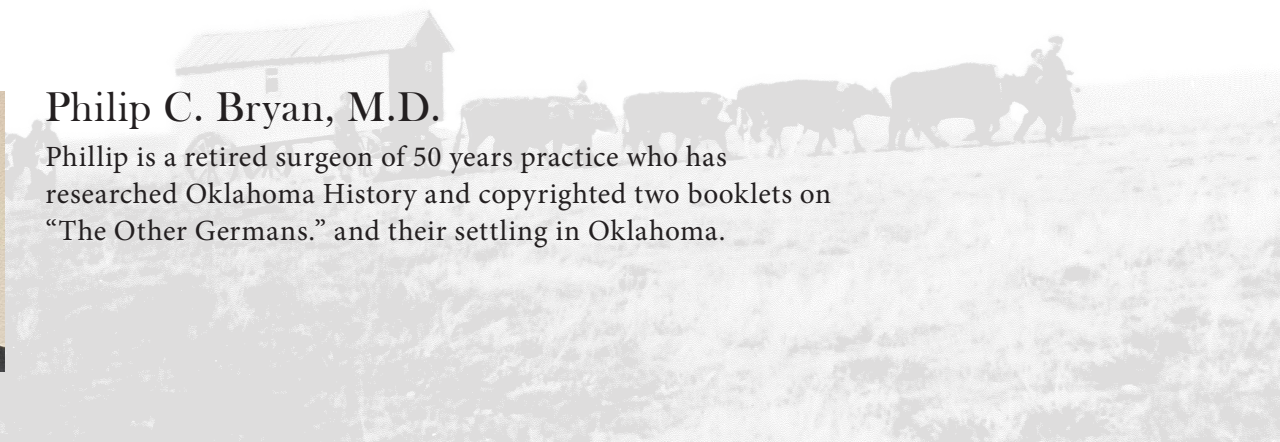 Philip C. Bryan, M.D.
Phillip is a retired surgeon of 50 years practice who has
researched Oklahoma History and copyrighted two booklets on
“The Other Germans.” and their settling in Oklahoma.